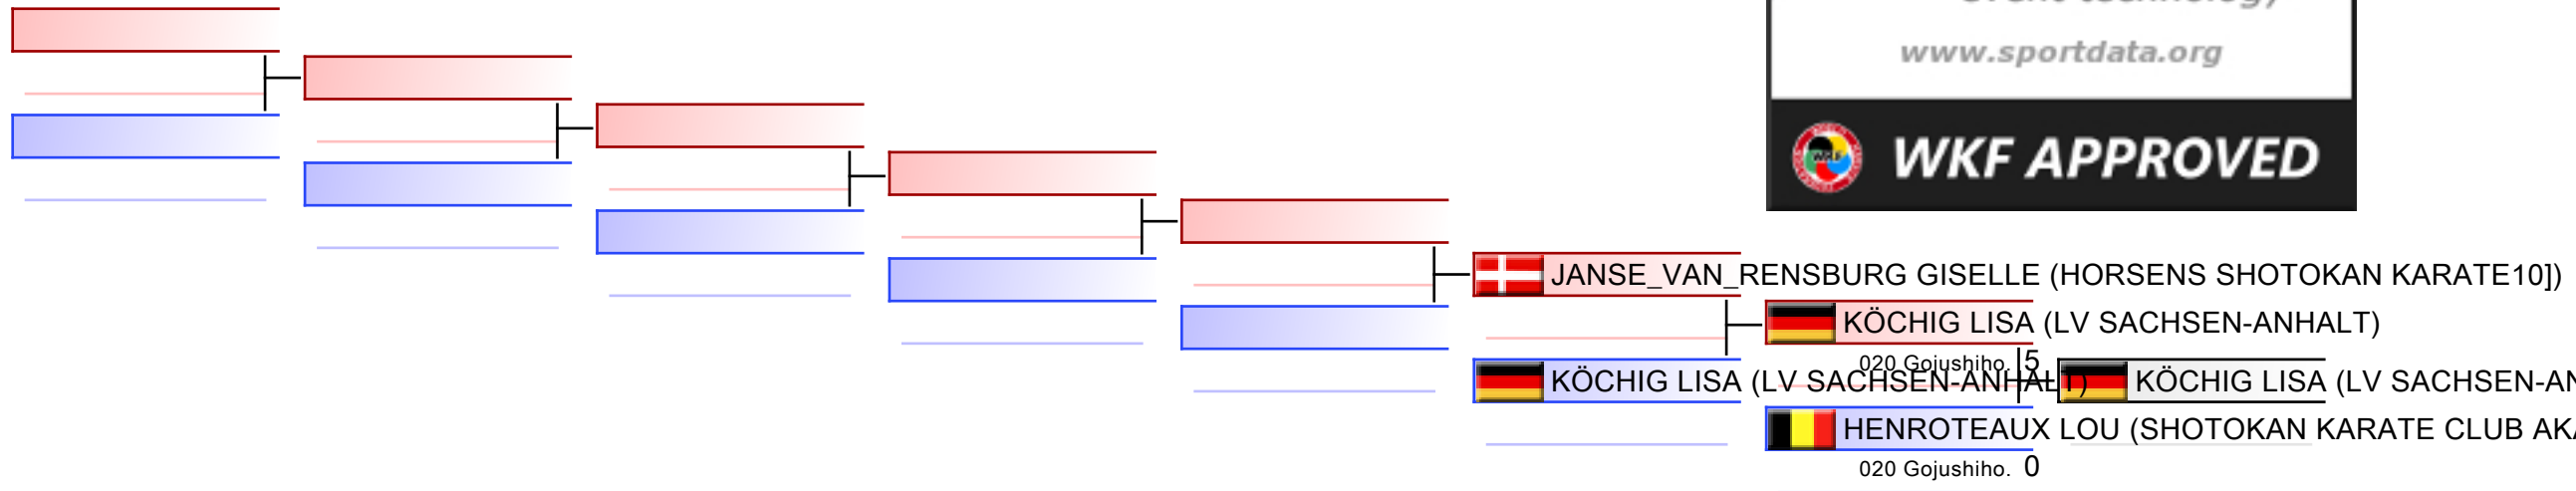 www.sportdata.org
WKF APPROVED
JANSE_VAN_RENSBURG GISELLE (HORSENS SHOTOKAN KARATE10])
KÖCHIG LISA (LV SACHSEN-ANHALT)
020 Gojushiho. 5
KÖCHIG LISA (LV SACHSEN-ANHALT)
KÖCHIG LISA (LV SACHSEN-AN
HENROTEAUX LOU (SHOTOKAN KARATE CLUB AKA
020 Gojushiho. 0